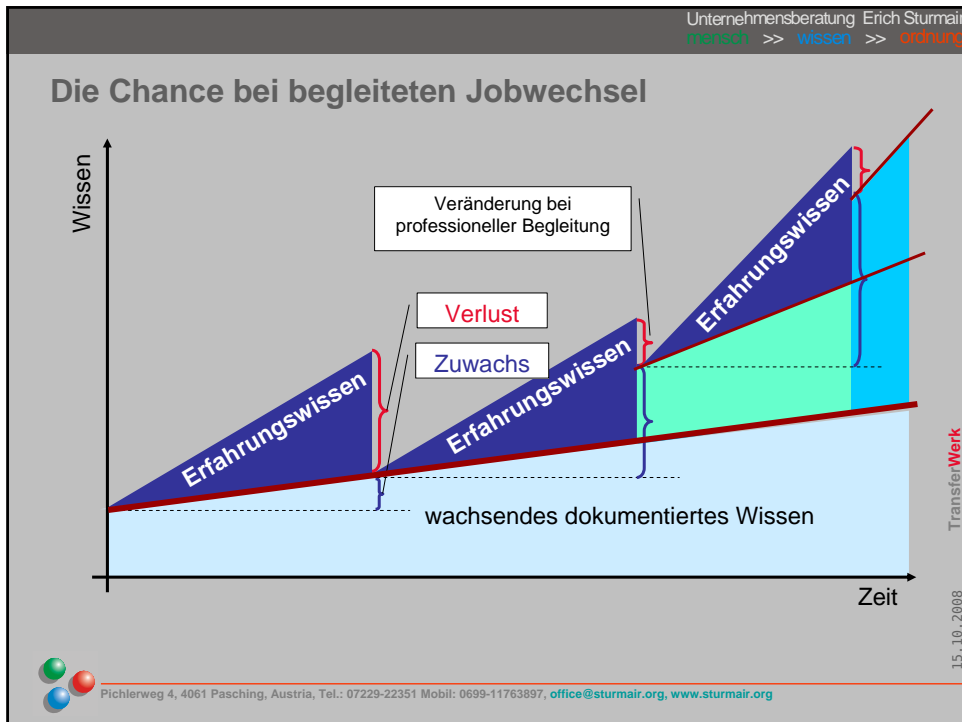 Unternehmensberatung Erich Sturmair
mensch >> wissen >> ordnung
Die Chance bei begleiteten Jobwechsel
Wissen
Veränderung bei
professioneller Begleitung
Erfahrungswissen
Verlust
Zuwachs
Erfahrungswissen
Erfahrungswissen
wachsendes dokumentiertes Wissen
Zeit
TransferWerk
15.10.2008
Pichlerweg 4, 4061 Pasching, Austria, Tel.: 07229-22351 Mobil: 0699-11763897, office@sturmair.org, www.sturmair.org